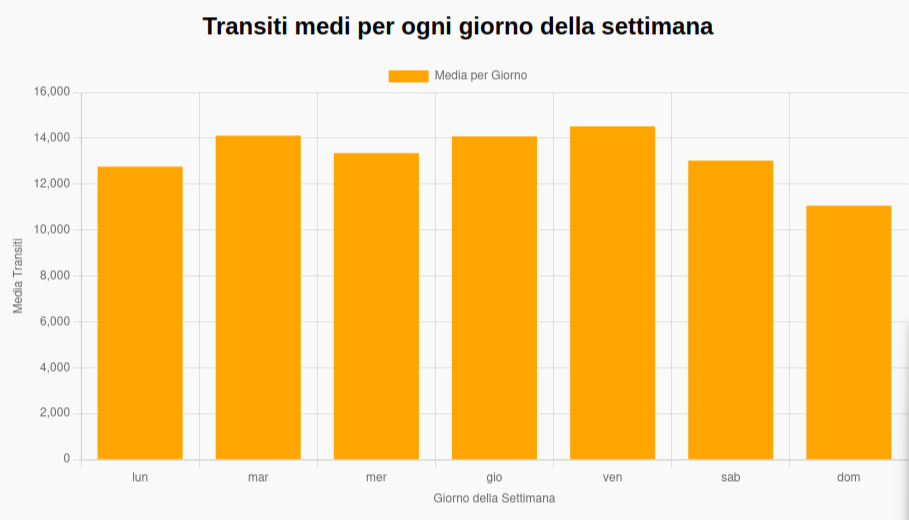 Transiti medi per ogni giorno della settimana
Media per Giorno
16,000
14,000
12,000
10,000
8,000
6,000
4,000
2,000
0
Media Transiti
lun mar mer gio ven sab dom
Giorno della Settimana